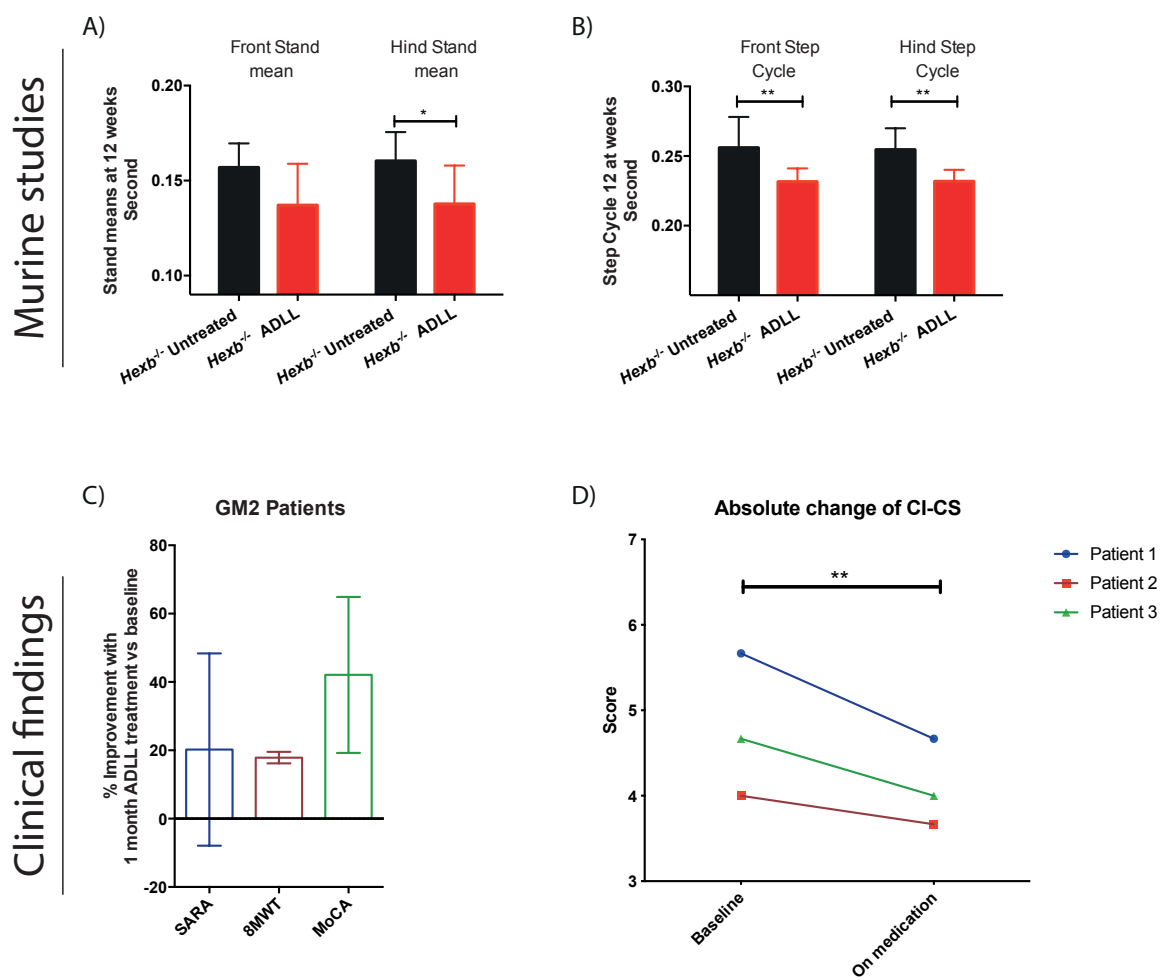 Murine studies
A)
Front Stand
mean
Hind Stand
mean
*
Stand means at 12 weeks
Second
0.20
0.15
0.10
Hexb-/- Untreated
Hexb-/- ADLL
Hexb-/- Untreated
Hexb-/- ADLL
B)
Front Step
Cycle
Hind Step
Cycle
**
**
Step Cycle 12 at weeks
Second
0.30
0.25
0.20
Hexb-/- Untreated
Hexb-/- ADLL
Hexb-/- Untreated
Hexb-/- ADLL
Clinical findings
C)
GM2 Patients
% Improvement with
1 month ADLL treatment vs baseline
80
60
40
20
0
-20
SARA
8MWT
MoCA
D)
Absolute change of CI-CS
**
Score
7
6
5
4
3
Baseline
On medication
Patient 1
Patient 2
Patient 3